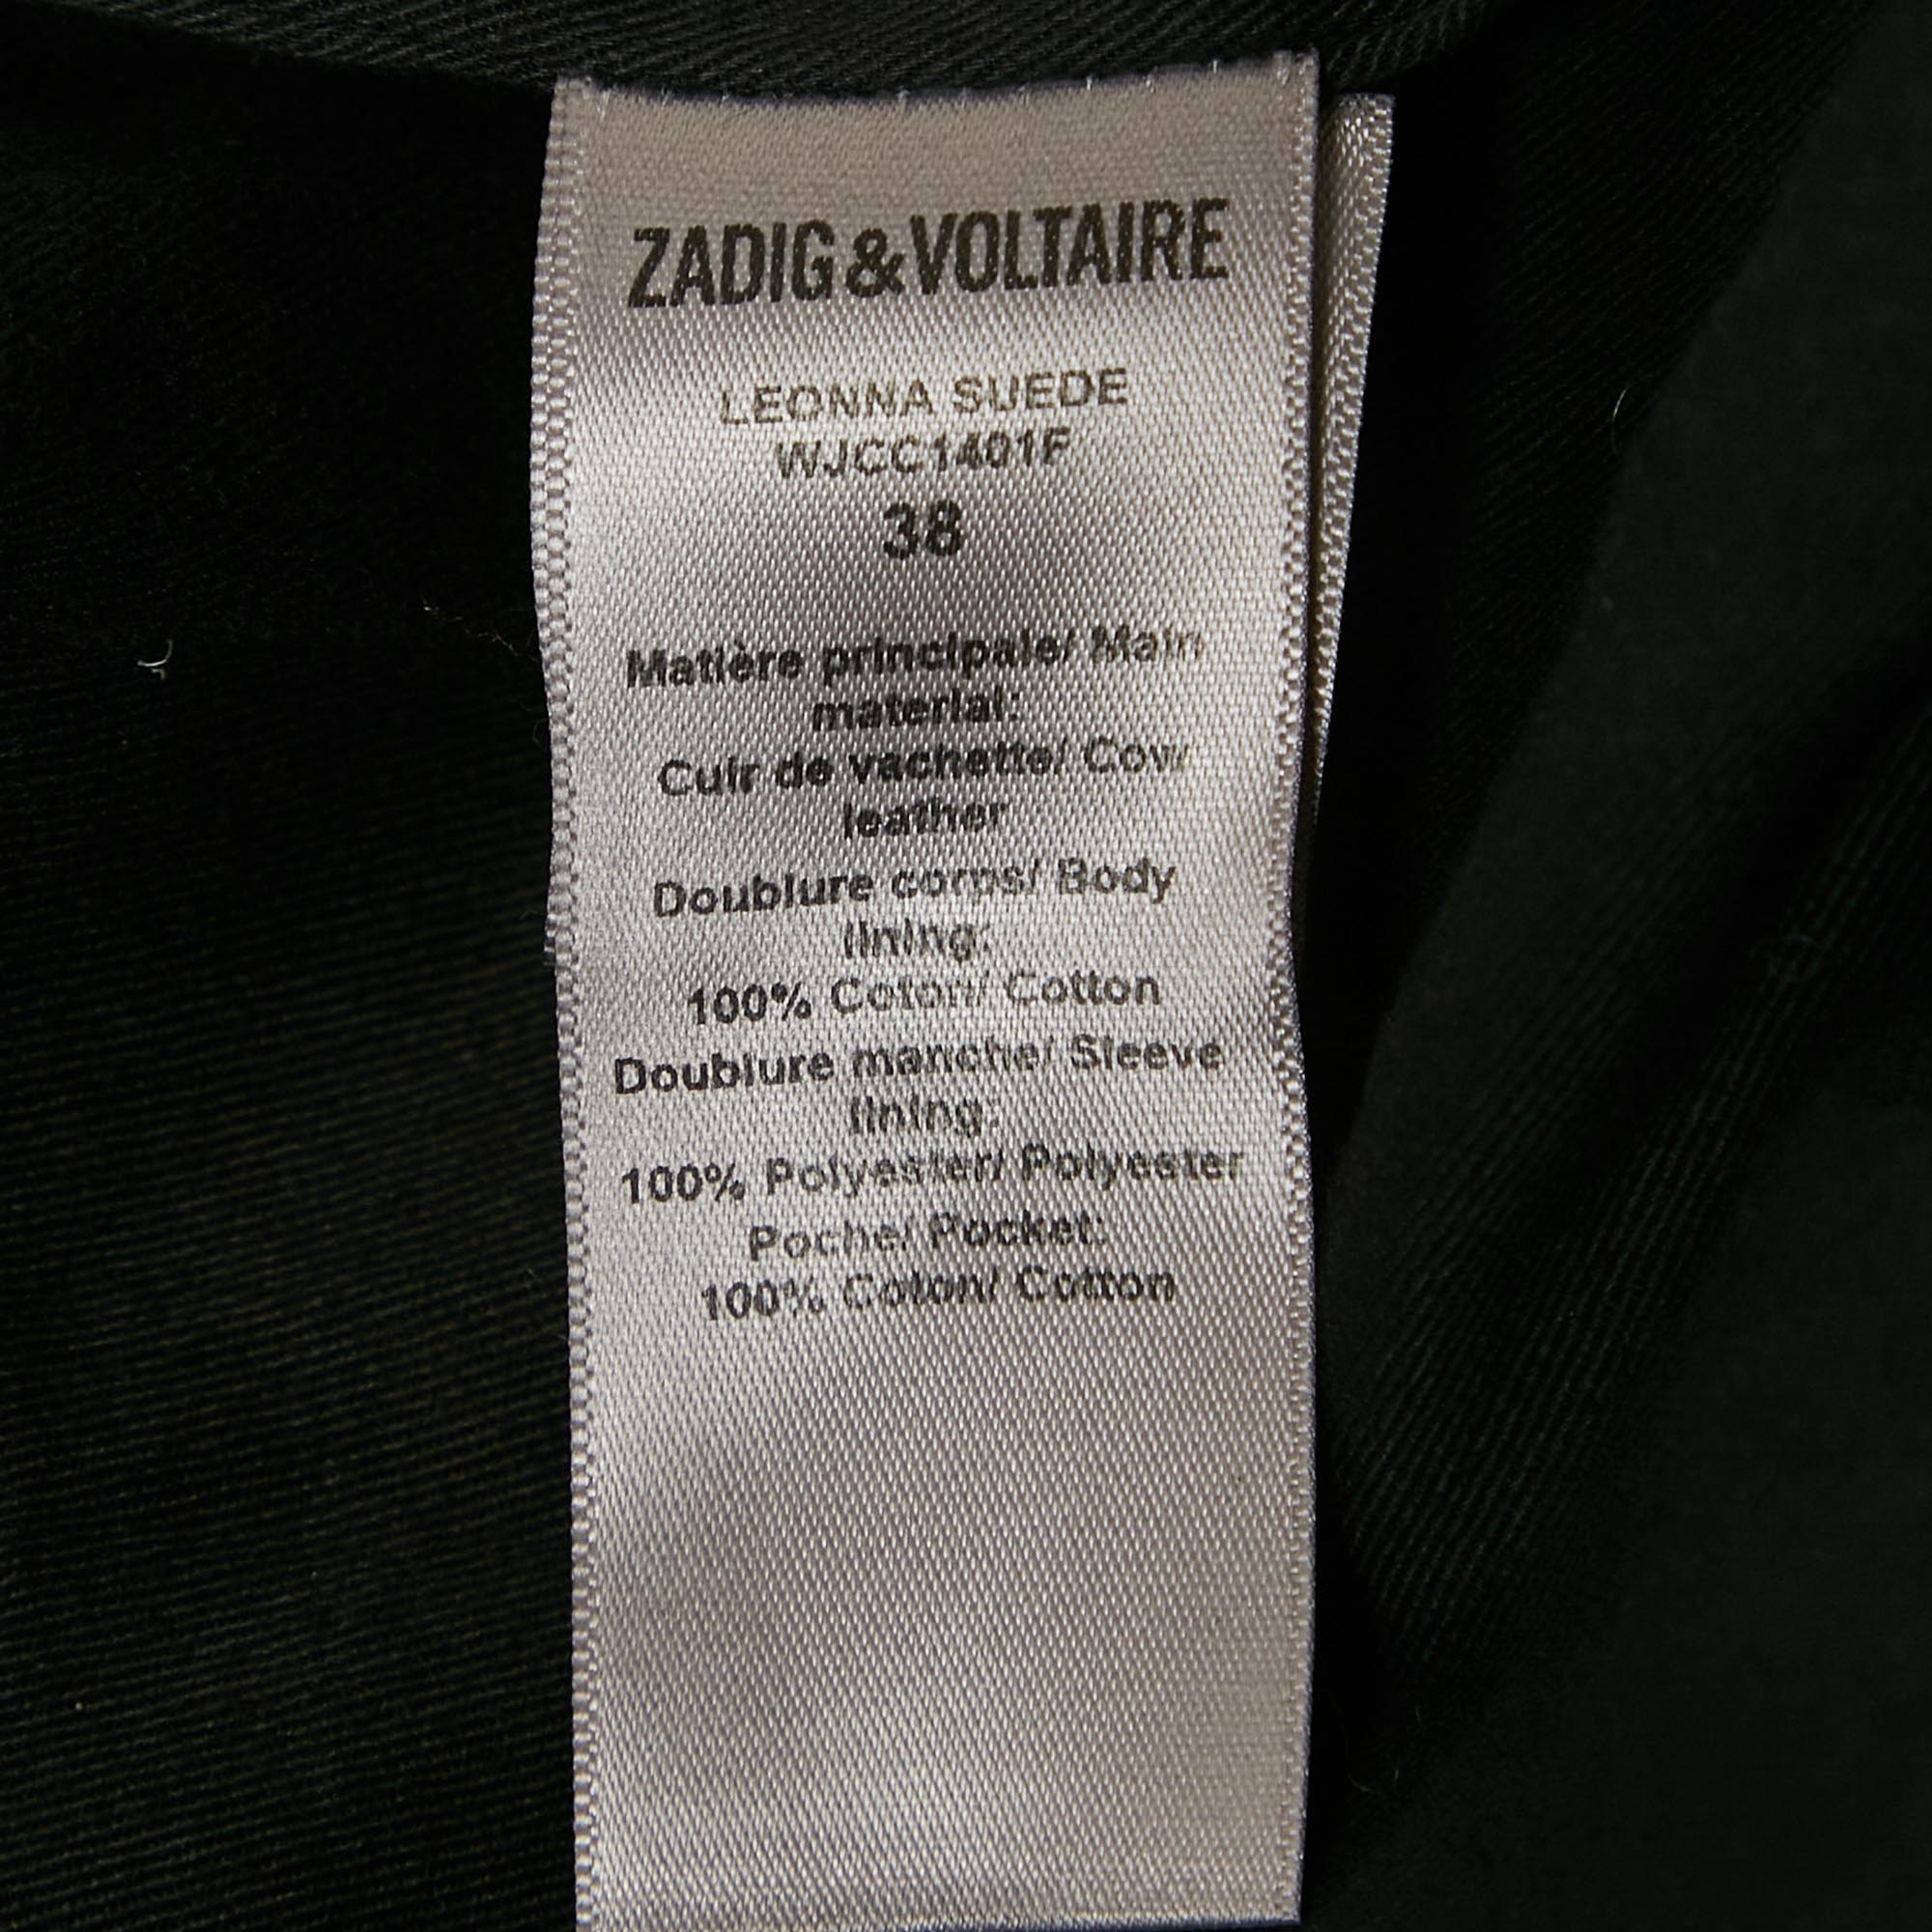 ZADIG&VOLTAIRE
LEONNA SUEDE
WJCC1401F
38
Matière principale/ Main
material:
Cuir de vachette/ Cow
leather
Doublure corps/ Body
lining:
100% Coton/ Cotton
Doublure manche/ Sleeve
lining:
100% Polyester/ Polyester
Poche/ Pocket:
100% Coton/ Cotton